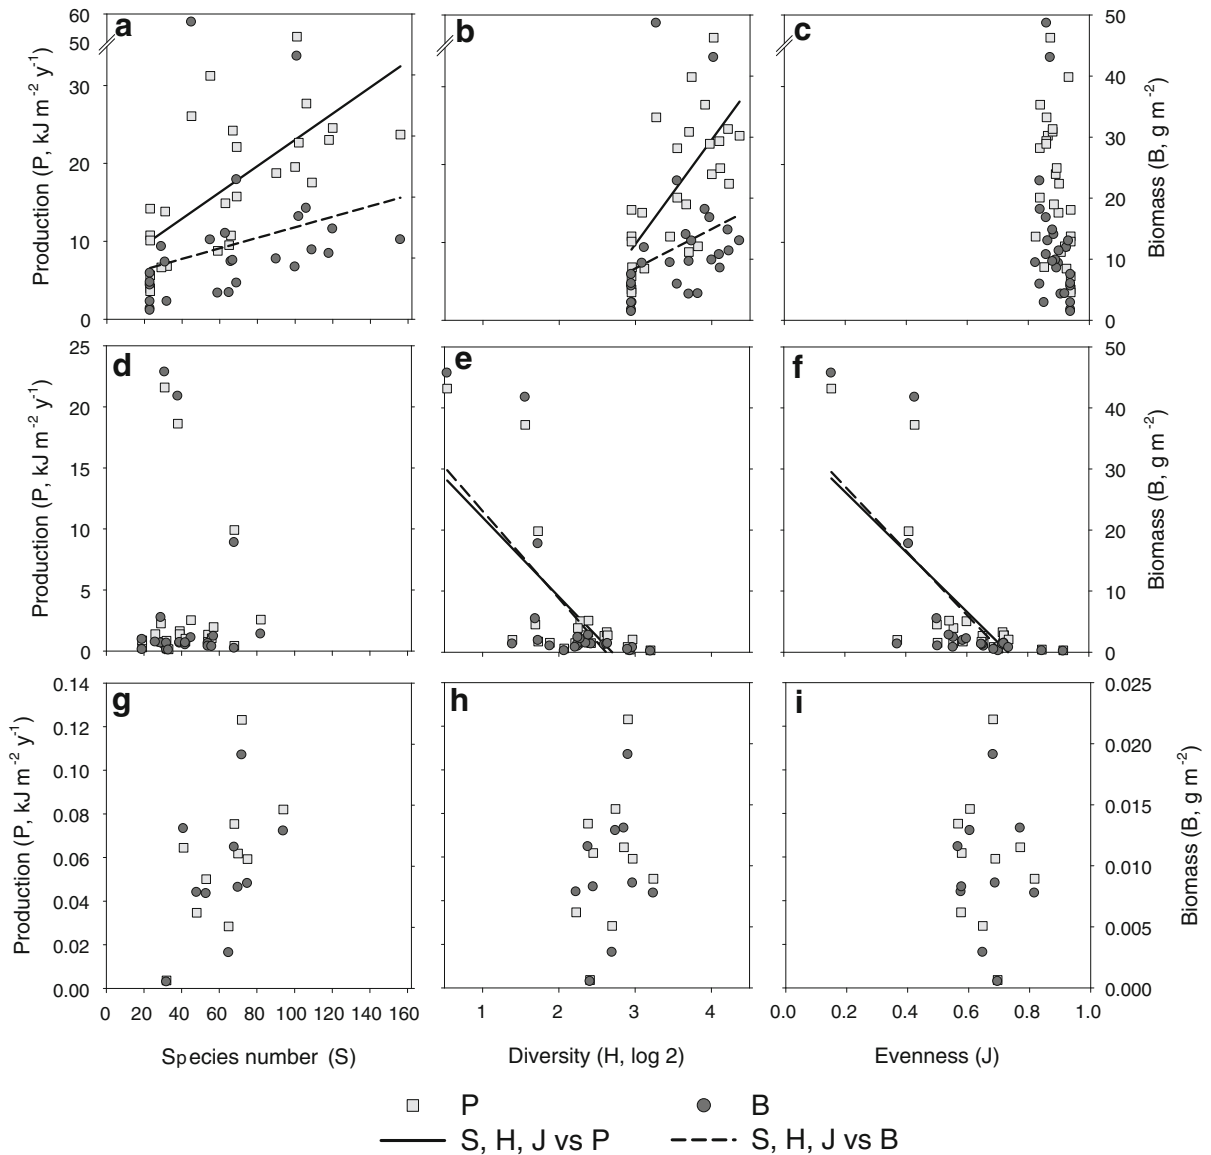 a
b
c
60
50
30
20
10
0
Production (P, kJ m-2 y-1)
50
40
30
20
10
0
Biomass (B, g m-2)
d
e
f
25
20
15
10
5
0
Production (P, kJ m-2 y-1)
50
40
30
20
10
0
Biomass (B, g m-2)
g
h
i
0.14
0.12
0.10
0.08
0.06
0.04
0.02
0.00
Production (P, kJ m-2 y-1)
0.025
0.020
0.015
0.010
0.005
0.000
Biomass (B, g m-2)
0 20 40 60 80 100 120 140 160
1 2 3 4
0.0 0.2 0.4 0.6 0.8 1.0
Species number (S)
Diversity (H, log 2)
Evenness (J)
P
B
S, H, J vs P
S, H, J vs B